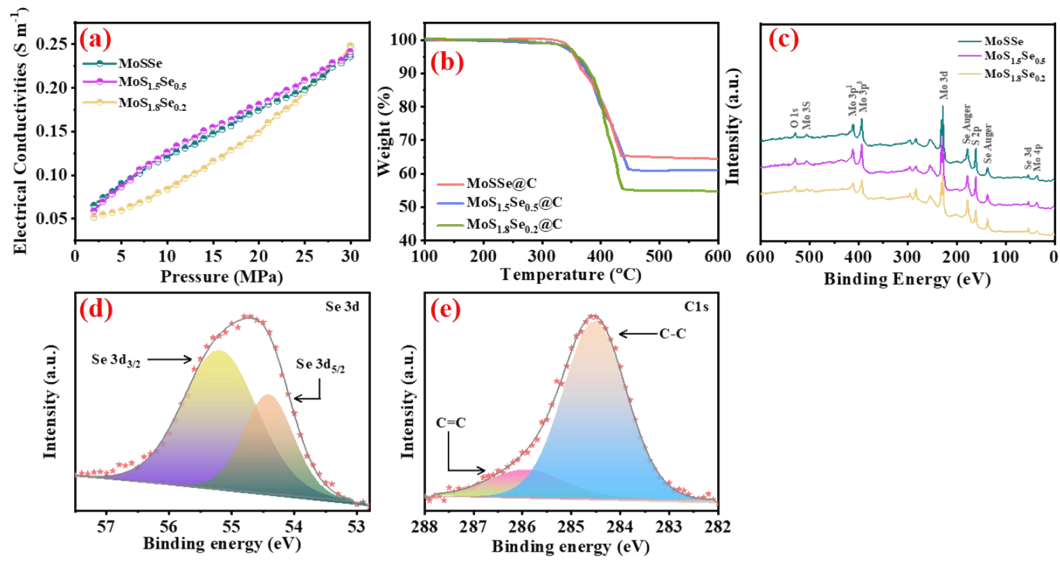 (a)
Electrical Conductivities (S m⁻¹)
0.25
0.20
0.15
0.10
0.05
MoSSe
MoS₁.₅Se₀.₅
MoS₁.₈Se₀.₂
0 5 10 15 20 25 30
Pressure (MPa)
(b)
Weight (%)
100
90
80
70
60
50
40
MoSSe@C
MoS₁.₅Se₀.₅@C
MoS₁.₈Se₀.₂@C
100 200 300 400 500 600
Temperature (°C)
(c)
Intensity (a.u.)
MoSSe
MoS₁.₅Se₀.₅
MoS₁.₈Se₀.₂
O 1s
Mo 3S
Mo 3p¹
Mo 3p³
Mo 3d
Se Auger
S 2p
Se Auger
Se 3d
Mo 4p
600 500 400 300 200 100 0
Binding Energy (eV)
(d)
Se 3d
Intensity (a.u.)
Se 3d₃/₂
Se 3d₅/₂
57 56 55 54 53
Binding energy (eV)
(e)
C1s
Intensity (a.u.)
C-C
C=C
288 287 286 285 284 283 282
Binding energy (eV)